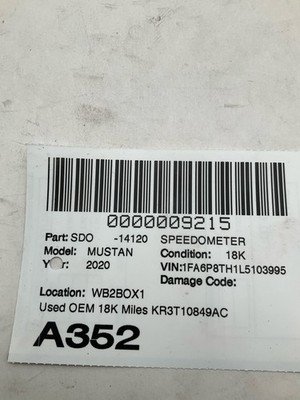 0000009215
Part: SDO -14120 SPEEDOMETER
Model: MUSTAN Condition: 18K
Year: 2020 VIN:1FA6P8TH1L5103995
Damage Code:
Location: WB2BOX1
Used OEM 18K Miles KR3T10849AC
A352